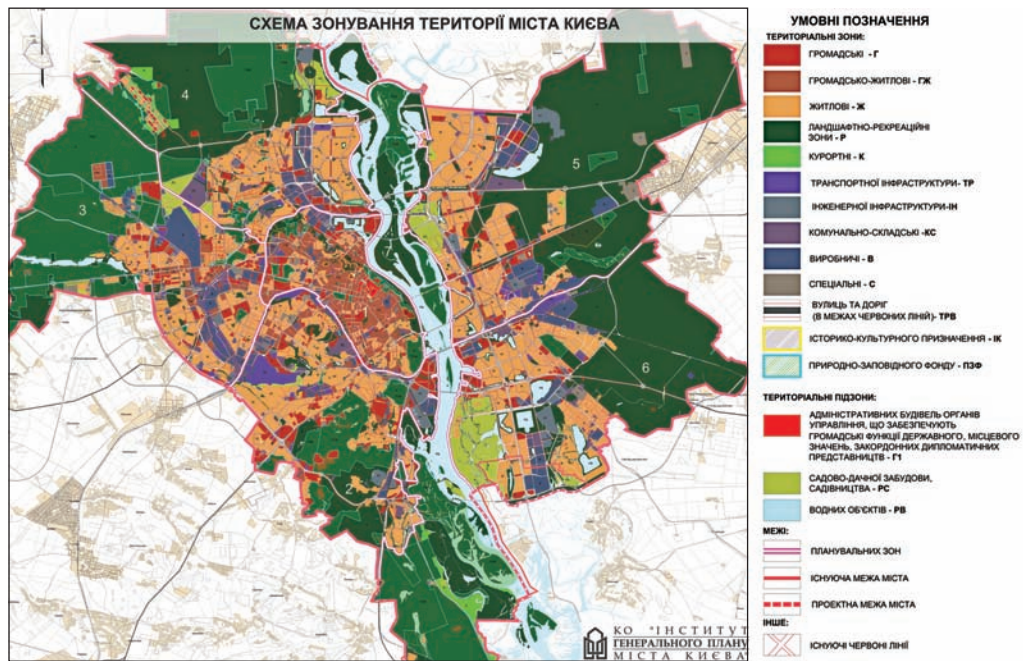 СХЕМА ЗОНУВАННЯ ТЕРИТОРІЇ МІСТА КИЄВА
4
5
3
7
6
2
КО "ІНСТИТУТ
ГЕНЕРАЛЬНОГО ПЛАНУ
МІСТА КИЄВА"
УМОВНІ ПОЗНАЧЕННЯ
ТЕРИТОРІАЛЬНІ ЗОНИ:
ГРОМАДСЬКІ - Г
ГРОМАДСЬКО-ЖИТЛОВІ - ГЖ
ЖИТЛОВІ - Ж
ЛАНДШАФТНО-РЕКРЕАЦІЙНІ
ЗОНИ - Р
КУРОРТНІ - К
ТРАНСПОРТНОЇ ІНФРАСТРУКТУРИ- ТР
ІНЖЕНЕРНОЇ ІНФРАСТРУКТУРИ-ІН
КОМУНАЛЬНО-СКЛАДСЬКІ -КС
ВИРОБНИЧІ - В
СПЕЦІАЛЬНІ - С
ВУЛИЦЬ ТА ДОРІГ
(В МЕЖАХ ЧЕРВОНИХ ЛІНІЙ)- ТРВ
ІСТОРИКО-КУЛЬТУРНОГО ПРИЗНАЧЕННЯ - ІК
ПРИРОДНО-ЗАПОВІДНОГО ФОНДУ - ПЗФ
ТЕРИТОРІАЛЬНІ ПІДЗОНИ:
АДМІНІСТРАТИВНИХ БУДІВЕЛЬ ОРГАНІВ
УПРАВЛІННЯ, ЩО ЗАБЕЗПЕЧУЮТЬ
ГРОМАДСЬКІ ФУНКЦІЇ ДЕРЖАВНОГО, МІСЦЕВОГО
ЗНАЧЕНЬ, ЗАКОРДОННИХ ДИПЛОМАТИЧНИХ
ПРЕДСТАВНИЦТВ - Г1
САДОВО-ДАЧНОЇ ЗАБУДОВИ,
САДІВНИЦТВА - РС
ВОДНИХ ОБ'ЄКТІВ - РВ
МЕЖІ:
ПЛАНУВАЛЬНИХ ЗОН
ІСНУЮЧА МЕЖА МІСТА
ПРОЕКТНА МЕЖА МІСТА
ІНШЕ:
ІСНУЮЧІ ЧЕРВОНІ ЛІНІЇ